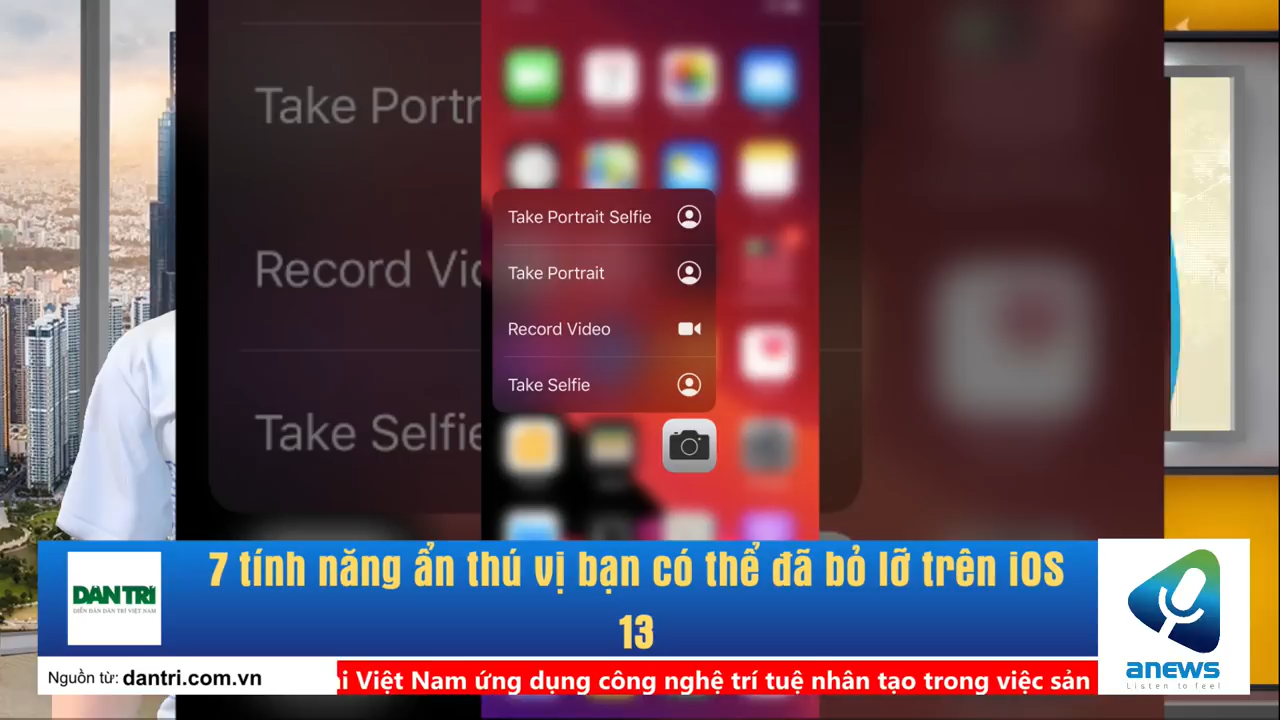 Take Portr
Record Vid
Take Selfie
Take Portrait Selfie
Take Portrait
Record Video
Take Selfie
7 tính năng ẩn thú vị bạn có thể đã bỏ lỡ trên iOS
13
DÂN TRÍ
DIỄN ĐÀN DÂN TRÍ VIỆT NAM
Nguồn từ: dantri.com.vn
Việt Nam ứng dụng công nghệ trí tuệ nhân tạo trong việc sản
anews
Listen to feel